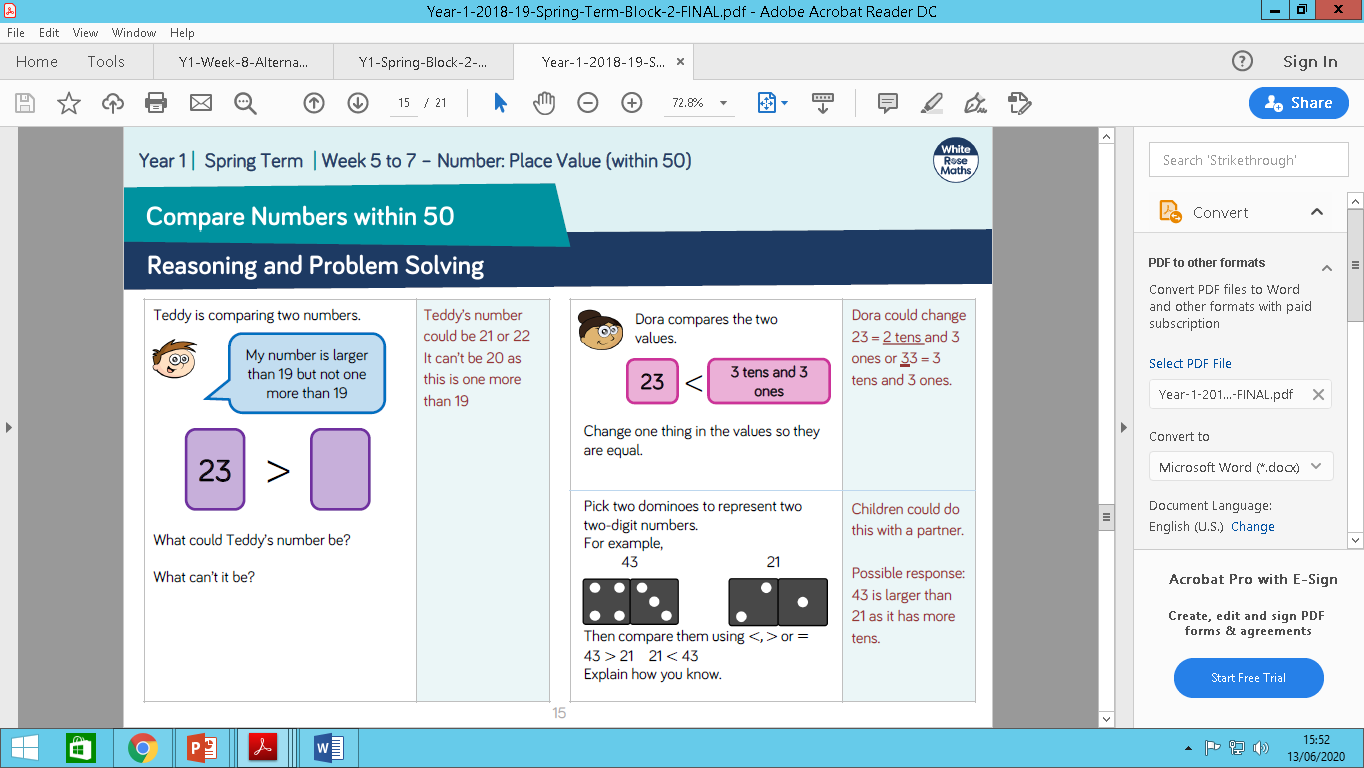 Year-1-2018-19-Spring-Term-Block-2-FINAL.pdf - Adobe Acrobat Reader DC
File Edit View Window Help
Home Tools Y1-Week-8-Alterna... Y1-Spring-Block-2-... Year-1-2018-19-S... Sign In
15 / 21 72.8% Share
Year 1 | Spring Term | Week 5 to 7 – Number: Place Value (within 50)
White
Rose
Maths
Compare Numbers within 50
Reasoning and Problem Solving
Teddy is comparing two numbers.
My number is larger
than 19 but not one
more than 19
23 >
What could Teddy's number be?
What can't it be?
Teddy's number
could be 21 or 22
It can't be 20 as
this is one more
than 19
Dora compares the two
values.
23 < 3 tens and 3
ones
Change one thing in the values so they
are equal.
Dora could change
23 = 2 tens and 3
ones or 33 = 3
tens and 3 ones.
Pick two dominoes to represent two
two-digit numbers.
For example,
43 21
Then compare them using <, > or =
43 > 21 21 < 43
Explain how you know.
Children could do
this with a partner.
Possible response:
43 is larger than
21 as it has more
tens.
15
Search 'Strikethrough'
Convert
PDF to other formats
Convert PDF files to Word
and other formats with paid
subscription
Select PDF File
Year-1-201...-FINAL.pdf
Convert to
Microsoft Word (*.docx)
Document Language:
English (U.S.) Change
Acrobat Pro with E-Sign
Create, edit and sign PDF
forms & agreements
Start Free Trial
15:52
13/06/2020